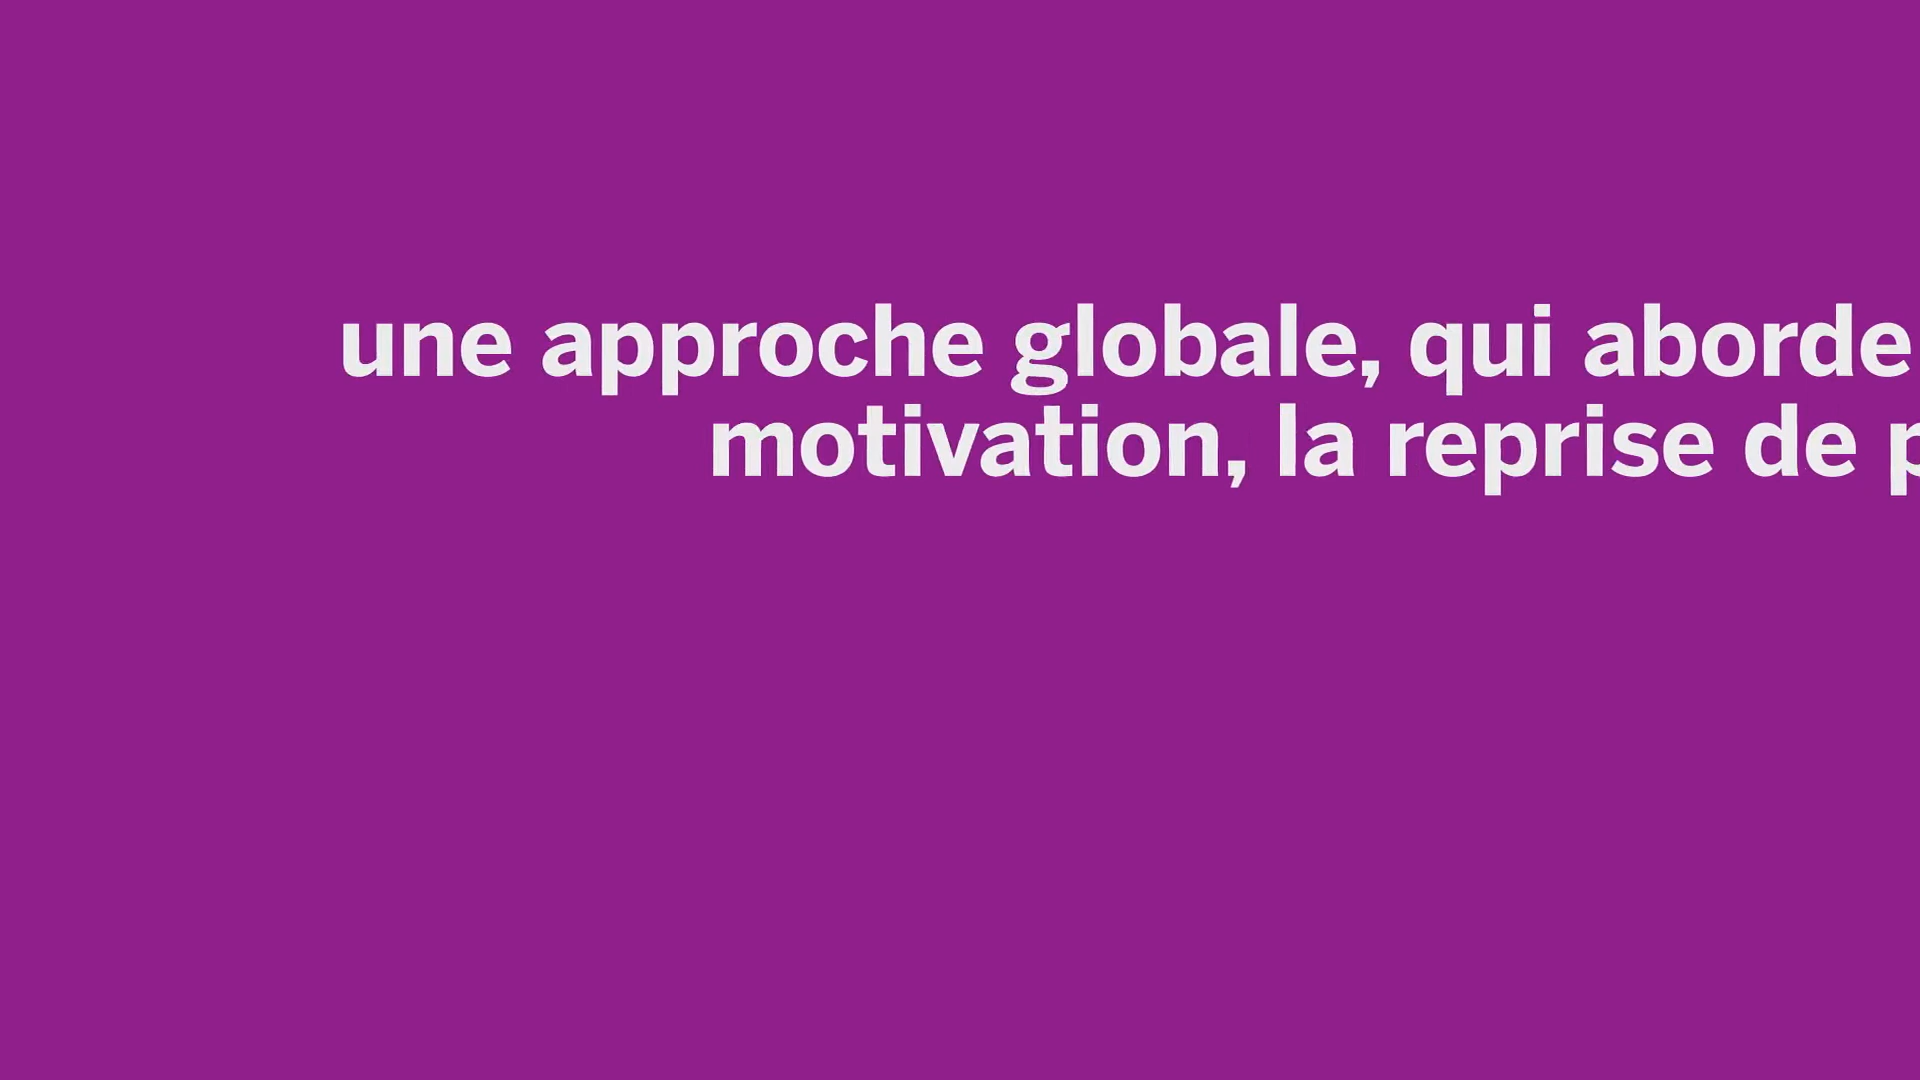 une approche globale, qui aborde
motivation, la reprise de